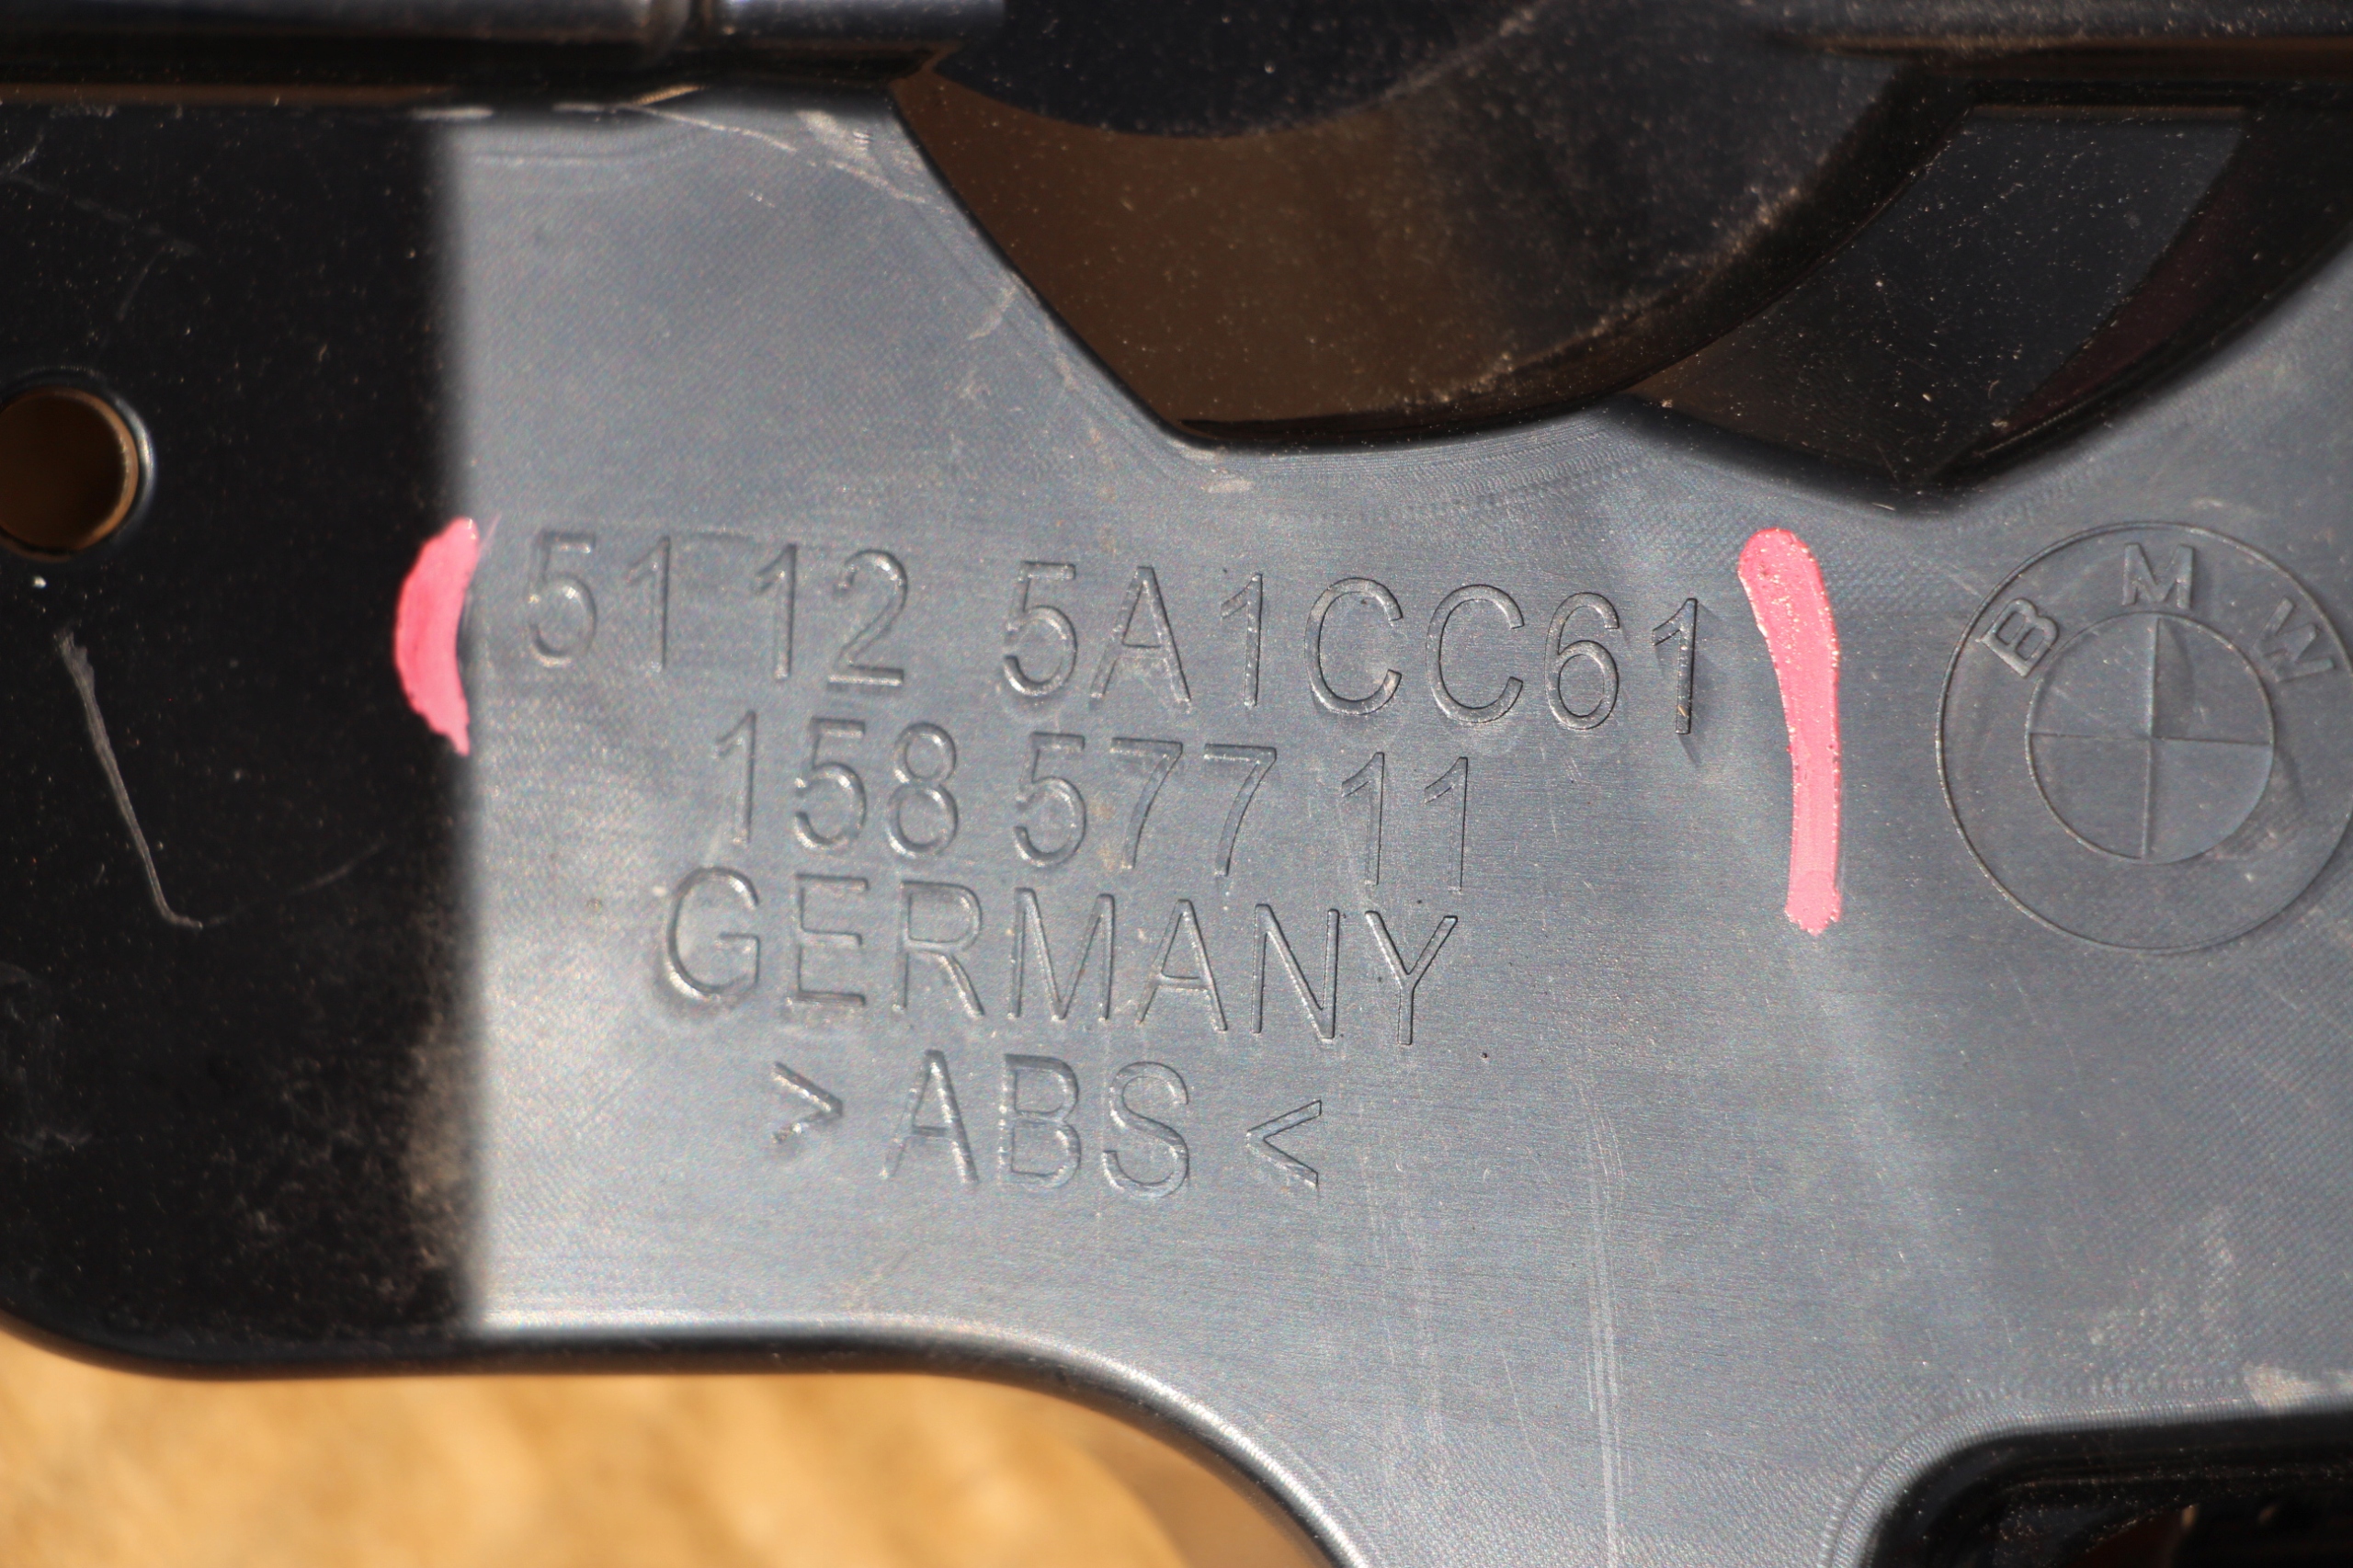 51 12 5A1CC61
158 577 11
GERMANY
> ABS <
BMW